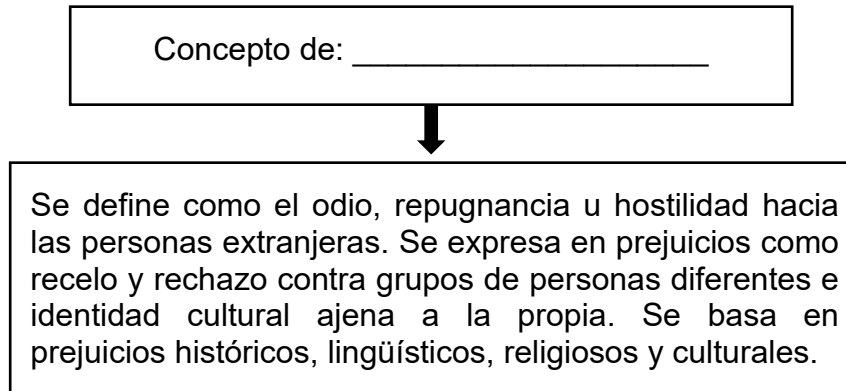 Concepto de: ____________________
Se define como el odio, repugnancia u hostilidad hacia
las personas extranjeras. Se expresa en prejuicios como
recelo y rechazo contra grupos de personas diferentes e
identidad cultural ajena a la propia. Se basa en
prejuicios históricos, lingüísticos, religiosos y culturales.